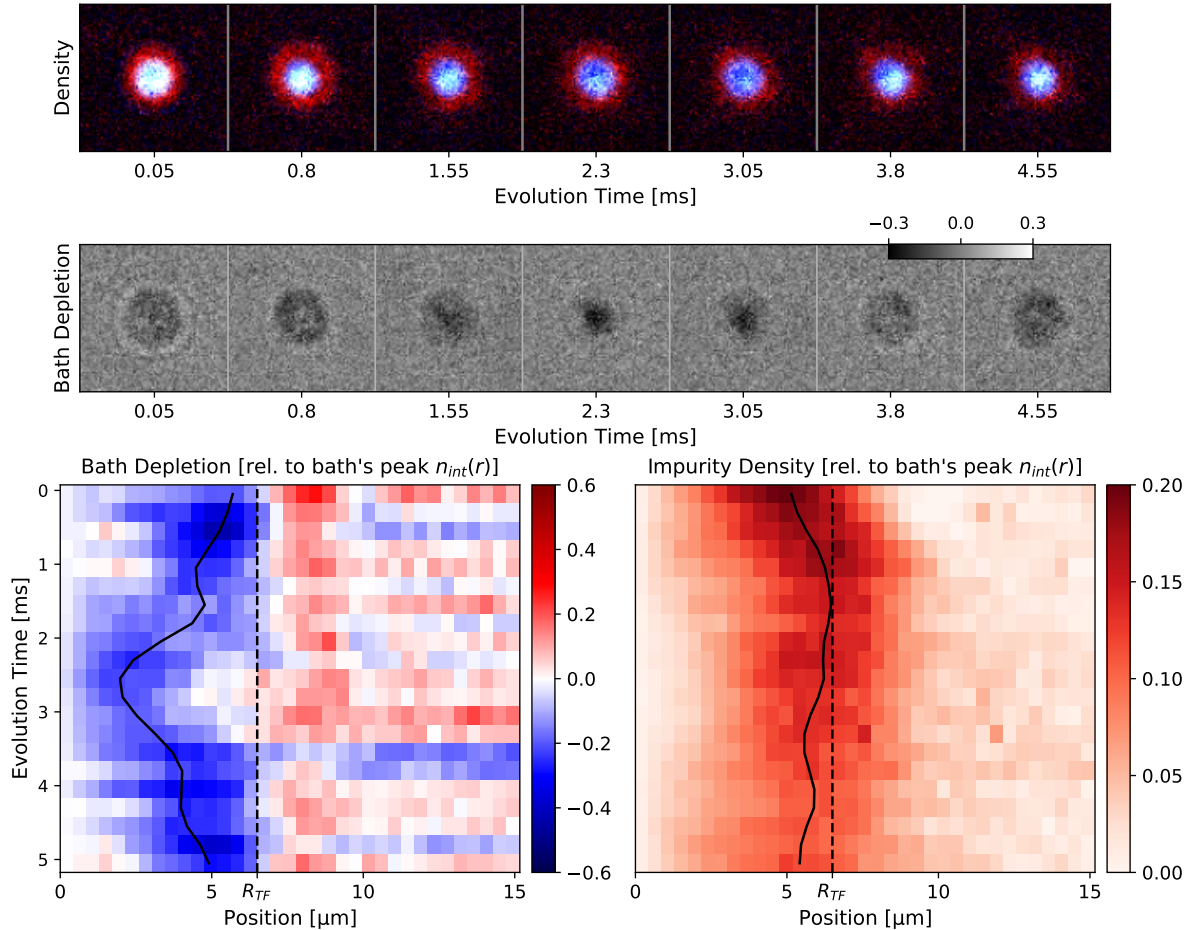 Density
0.05 0.8 1.55 2.3 3.05 3.8 4.55
Evolution Time [ms]
−0.3 0.0 0.3
Bath Depletion
0.05 0.8 1.55 2.3 3.05 3.8 4.55
Evolution Time [ms]
Bath Depletion [rel. to bath's peak n_int(r)]
Evolution Time [ms]
0
1
2
3
4
5
0 5 R_TF 10 15
Position [μm]
0.6
0.4
0.2
0.0
−0.2
−0.4
−0.6
Impurity Density [rel. to bath's peak n_int(r)]
0 5 R_TF 10 15
Position [μm]
0.20
0.15
0.10
0.05
0.00